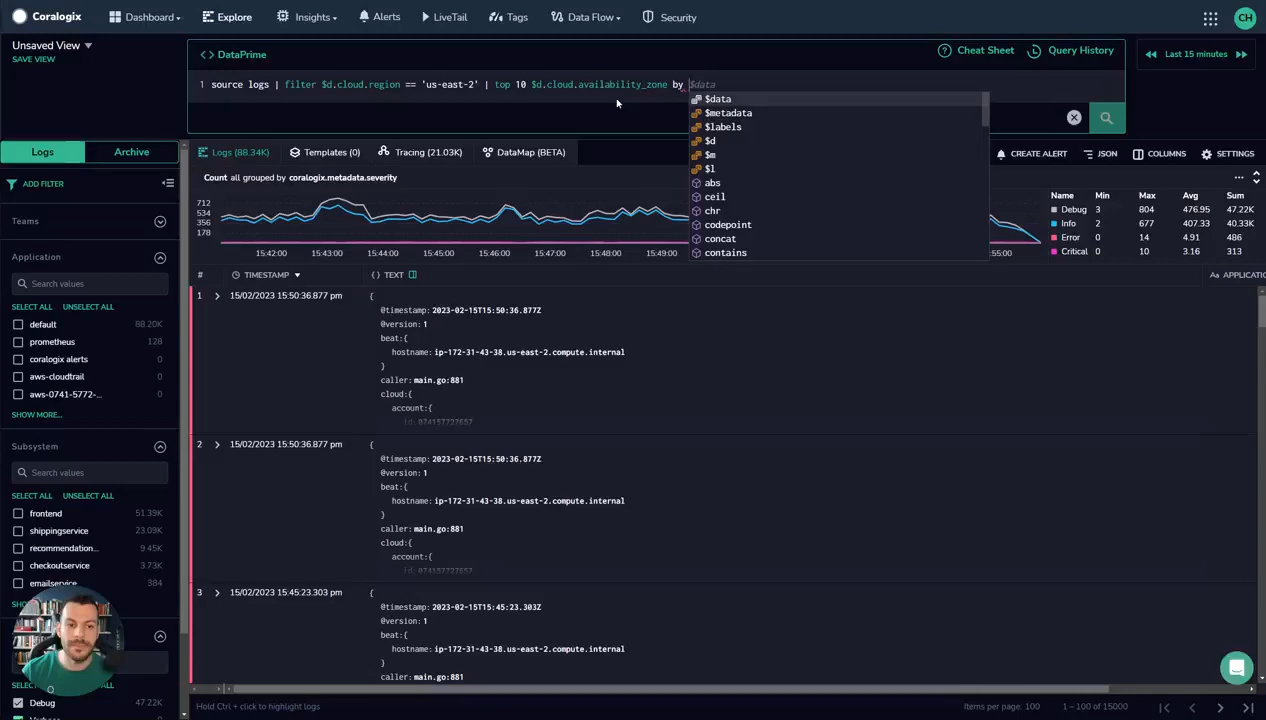 Coralogix Dashboard Explore Insights Alerts LiveTail Tags Data Flow Security CH
Unsaved View
SAVE VIEW
<> DataPrime Cheat Sheet Query History
Last 15 minutes
1 source logs | filter $d.cloud.region == 'us-east-2' | top 10 $d.cloud.availability_zone by $data
$data
$metadata
$labels
$d
$m
$l
abs
ceil
chr
codepoint
concat
contains
Logs Archive
Logs (88.34K) Templates (0) Tracing (21.03K) DataMap (BETA) CREATE ALERT JSON COLUMNS SETTINGS
ADD FILTER
Teams
Application
Search values
SELECT ALL UNSELECT ALL
default 88.20K
prometheus 128
coralogix alerts 0
aws-cloudtrail 0
aws-0741-5772-... 0
SHOW MORE...
Subsystem
Search values
SELECT ALL UNSELECT ALL
frontend 51.39K
shippingservice 23.09K
recommendation... 9.45K
checkoutservice 3.73K
emailservice 384
Debug 47.22K
Count all grouped by coralogix.metadata.severity
712
534
356
178
15:42:00 15:43:00 15:44:00 15:45:00 15:46:00 15:47:00 15:48:00 15:49:00 :55:00
Name Min Max Avg Sum
Debug 3 804 476.95 47.22K
Info 2 677 407.33 40.33K
Error 0 14 4.91 486
Critical 0 10 3.16 313
# TIMESTAMP {} TEXT Aa APPLICATIO
1 15/02/2023 15:50:36.877 pm {
@timestamp: 2023-02-15T15:50:36.877Z
@version: 1
beat:{
hostname: ip-172-31-43-38.us-east-2.compute.internal
}
caller: main.go:881
cloud:{
account:{
id: 074157727657
2 15/02/2023 15:50:36.877 pm {
@timestamp: 2023-02-15T15:50:36.877Z
@version: 1
beat:{
hostname: ip-172-31-43-38.us-east-2.compute.internal
}
caller: main.go:881
cloud:{
account:{
id: 074157727657
3 15/02/2023 15:45:23.303 pm {
@timestamp: 2023-02-15T15:45:23.303Z
@version: 1
beat:{
hostname: ip-172-31-43-38.us-east-2.compute.internal
}
caller: main.go:881
Hold Ctrl + click to highlight logs Items per page: 100 1 – 100 of 15000